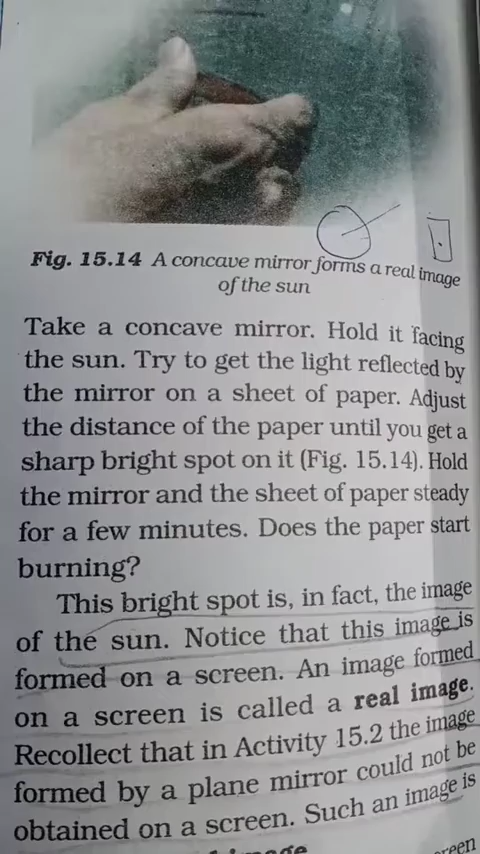 Fig. 15.14 A concave mirror forms a real image
of the sun
Take a concave mirror. Hold it facing
the sun. Try to get the light reflected by
the mirror on a sheet of paper. Adjust
the distance of the paper until you get a
sharp bright spot on it (Fig. 15.14). Hold
the mirror and the sheet of paper steady
for a few minutes. Does the paper start
burning?
This bright spot is, in fact, the image
of the sun. Notice that this image is
formed on a screen. An image formed
on a screen is called a real image.
Recollect that in Activity 15.2 the image
formed by a plane mirror could not be
obtained on a screen. Such an image is